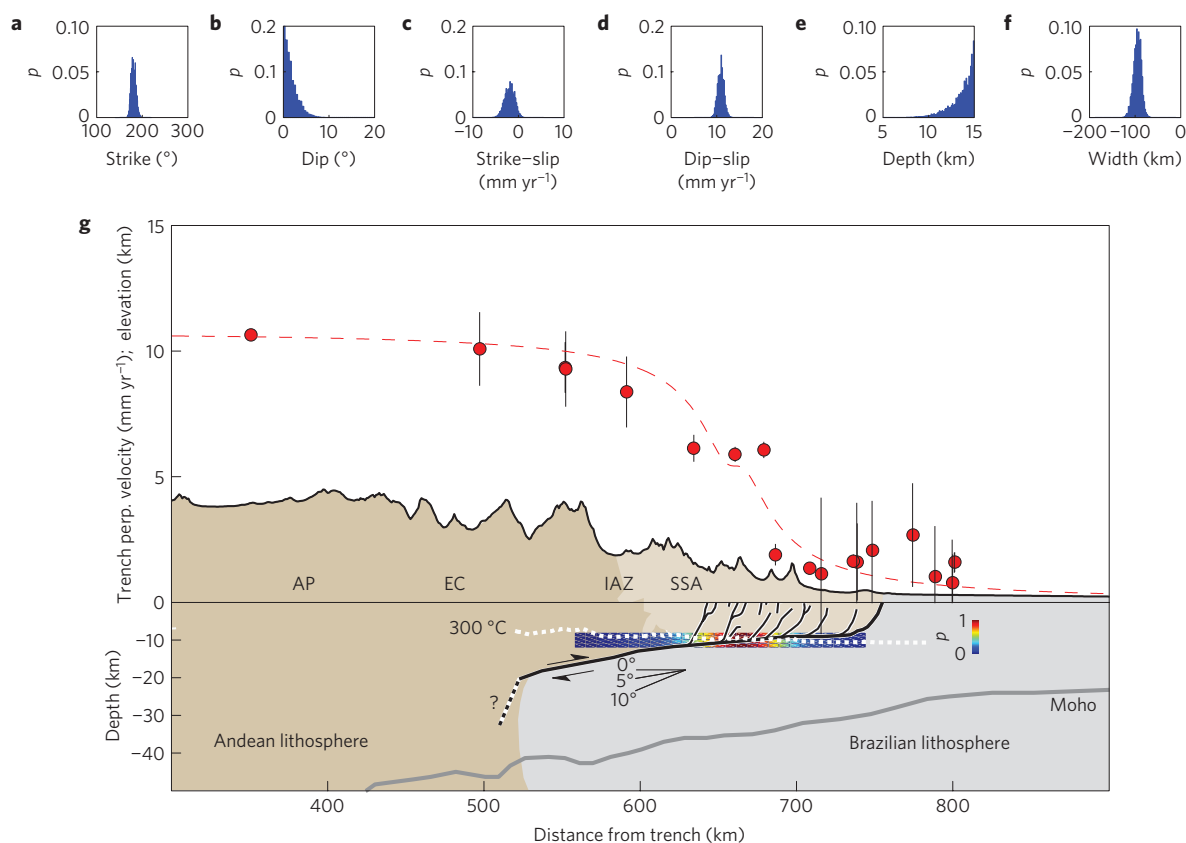 a
0.10
0.05
0
p
100 200 300
Strike (°)
b
0.2
0.1
0
p
0 10 20
Dip (°)
c
0.2
0.1
0
p
−10 0 10
Strike−slip
(mm yr⁻¹)
d
0.2
0.1
0
p
0 10 20
Dip−slip
(mm yr⁻¹)
e
0.10
0.05
0
p
5 10 15
Depth (km)
f
0.10
0.05
0
p
−200 −100 0
Width (km)
g
Trench perp. velocity (mm yr⁻¹); elevation (km)
15
10
5
0
AP EC IAZ SSA
300 °C
p
1
0
Depth (km)
−10
−20
−30
−40
0°
5°
10°
?
Moho
Andean lithosphere
Brazilian lithosphere
400 500 600 700 800
Distance from trench (km)